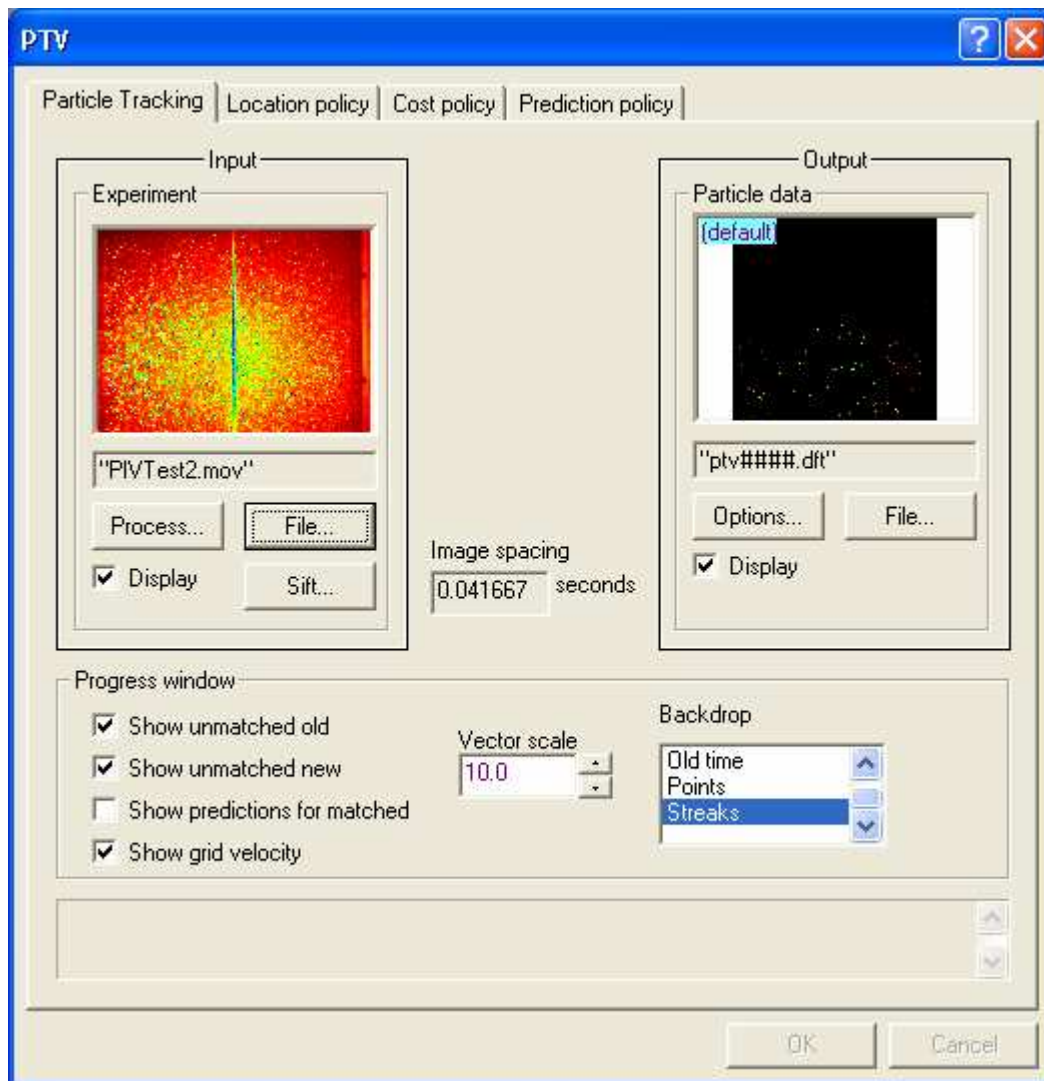 PTV
Particle Tracking
Location policy
Cost policy
Prediction policy
Input
Experiment
"PIVTest2.mov"
Process...
File...
Display
Sift...
Image spacing
0.041667 seconds
Output
Particle data
(default)
"ptv####.dft"
Options...
File...
Display
Progress window
Show unmatched old
Show unmatched new
Show predictions for matched
Show grid velocity
Vector scale
10.0
Backdrop
Old time
Points
Streaks
OK
Cancel